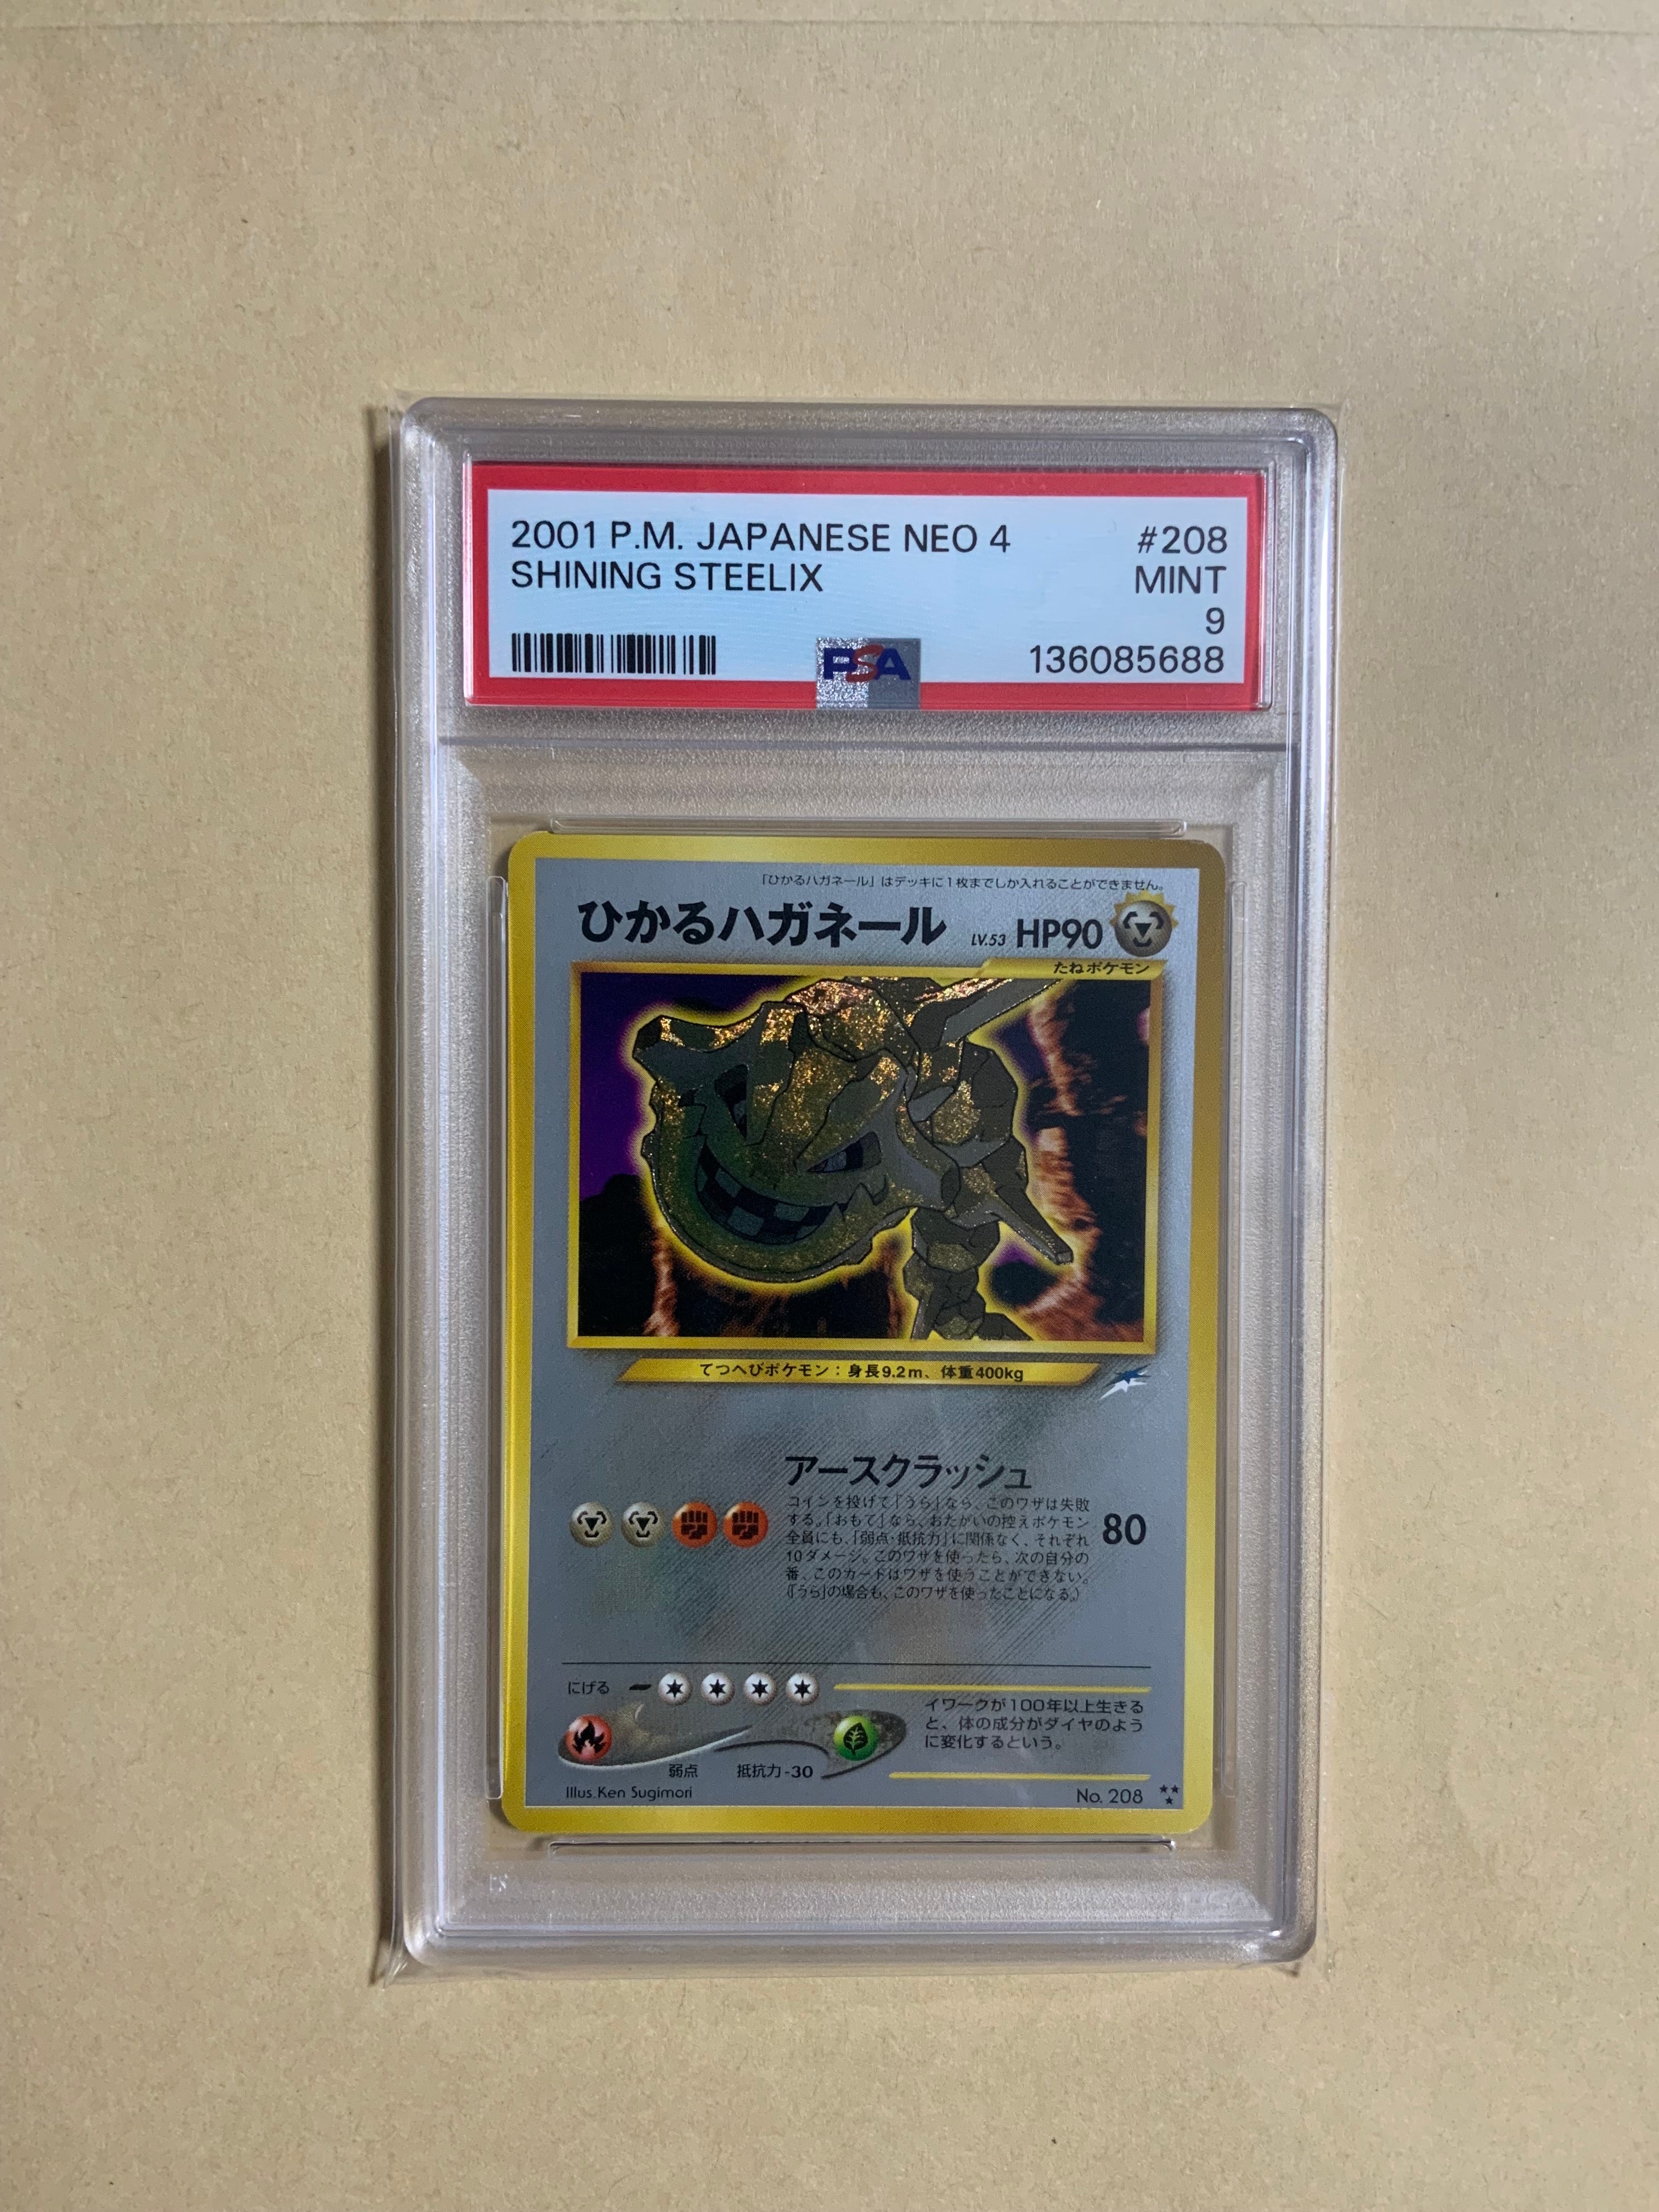 2001 P.M. JAPANESE NEO 4 #208
SHINING STEELIX MINT
9
PSA 136085688
「ひかるハガネール」はデッキに1枚までしか入れることができません。
ひかるハガネール LV.53 HP90
たねポケモン
てつへびポケモン：身長9.2m、体重400kg
アースクラッシュ
コインを投げて「うら」なら、このワザは失敗
する。「おもて」なら、おたがいの控えポケモン
全員にも、「弱点・抵抗力」に関係なく、それぞれ
10ダメージ。このワザを使ったら、次の自分の
番、このカードはワザを使うことができない。
(「うら」の場合も、このワザを使ったことになる。)
80
にげる
イワークが100年以上生きる
と、体の成分がダイヤのよう
に変化するという。
弱点 抵抗力-30
Illus. Ken Sugimori No. 208